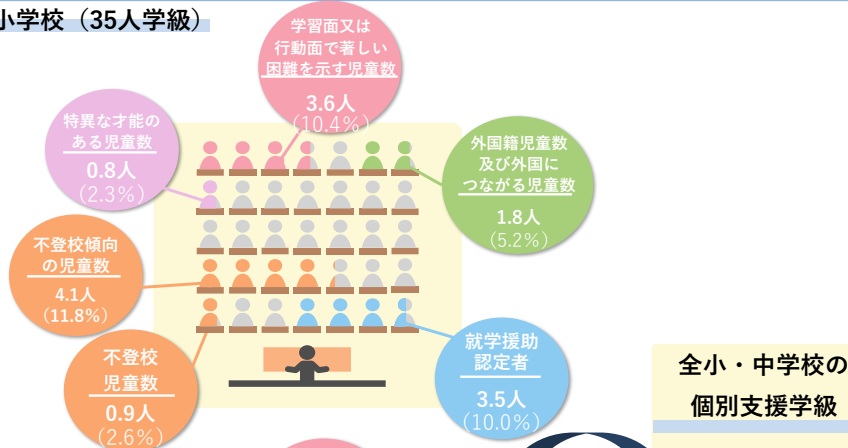 小学校（35人学級）
学習面又は
行動面で著しい
困難を示す児童数
3.6人
（10.4%）
特異な才能の
ある児童数
0.8人
（2.3%）
外国籍児童数
及び外国に
つながる児童数
1.8人
（5.2%）
不登校傾向
の児童数
4.1人
（11.8%）
不登校
児童数
0.9人
（2.6%）
就学援助
認定者
3.5人
（10.0%）
全小・中学校の
個別支援学級